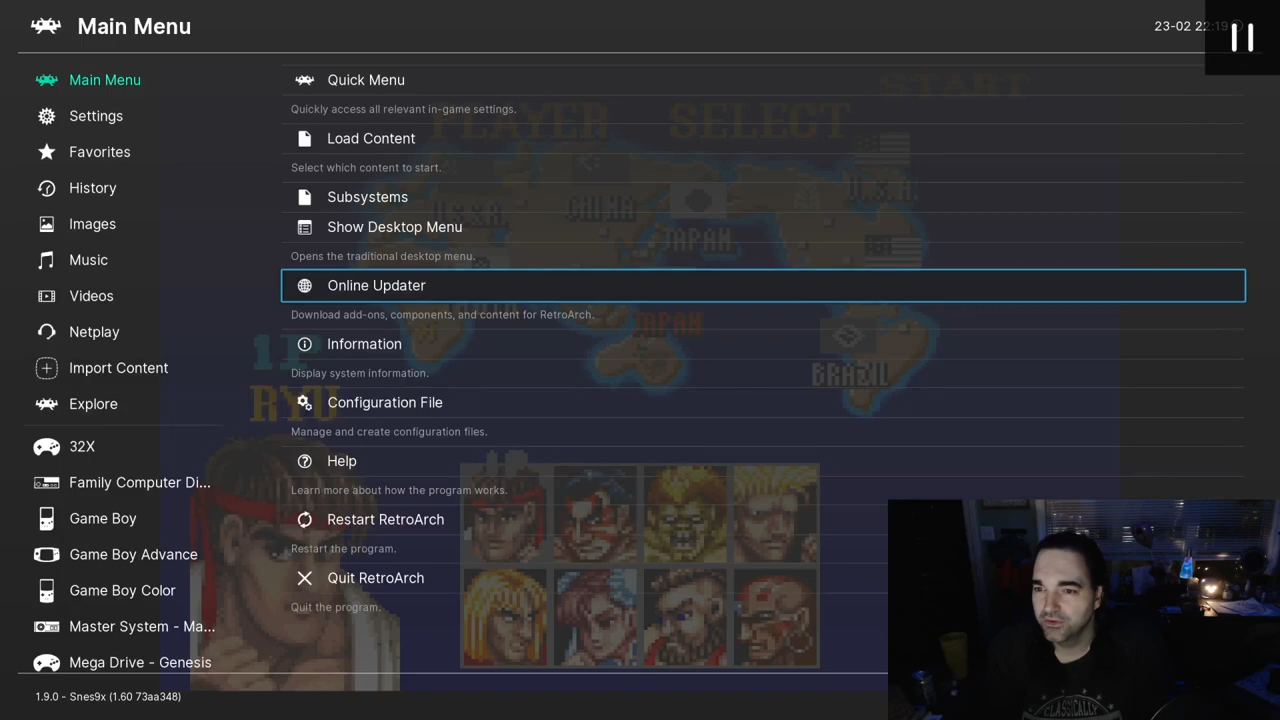 Main Menu
23-02 22:19
Main Menu
Settings
Favorites
History
Images
Music
Videos
Netplay
Import Content
Explore
32X
Family Computer Di...
Game Boy
Game Boy Advance
Game Boy Color
Master System - Ma...
Mega Drive - Genesis
Quick Menu
Quickly access all relevant in-game settings.
Load Content
Select which content to start.
Subsystems
Show Desktop Menu
Opens the traditional desktop menu.
Online Updater
Download add-ons, components, and content for RetroArch.
Information
Display system information.
Configuration File
Manage and create configuration files.
Help
Learn more about how the program works.
Restart RetroArch
Restart the program.
Quit RetroArch
Quit the program.
START
PLAYER SELECT
U.S.S.R.
CHINA
JAPAN
U.S.A.
JAPAN
BRAZIL
1P
RYU
CLASSICALLY
1.9.0 - Snes9x (1.60 73aa348)